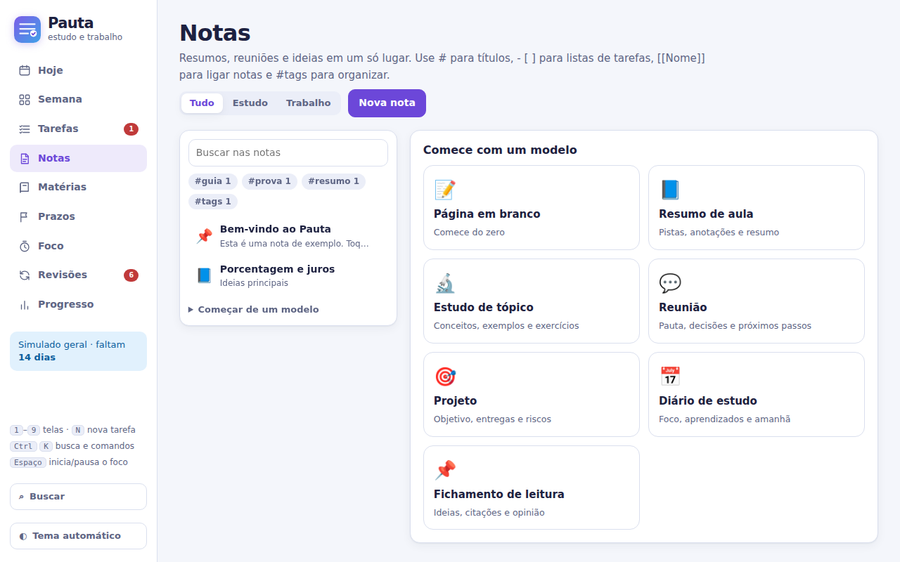 Pauta
estudo e trabalho
Hoje
Semana
Tarefas 1
Notas
Matérias
Prazos
Foco
Revisões 6
Progresso
Simulado geral · faltam
14 dias
1–9 telas · N nova tarefa
Ctrl K busca e comandos
Espaço inicia/pausa o foco
Buscar
Tema automático
Notas
Resumos, reuniões e ideias em um só lugar. Use # para títulos, - [ ] para listas de tarefas, [[Nome]]
para ligar notas e #tags para organizar.
Tudo Estudo Trabalho Nova nota
Buscar nas notas
#guia 1 #prova 1 #resumo 1
#tags 1
Bem-vindo ao Pauta
Esta é uma nota de exemplo. Toq…
Porcentagem e juros
Ideias principais
Começar de um modelo
Comece com um modelo
Página em branco
Comece do zero
Resumo de aula
Pistas, anotações e resumo
Estudo de tópico
Conceitos, exemplos e exercícios
Reunião
Pauta, decisões e próximos passos
Projeto
Objetivo, entregas e riscos
Diário de estudo
Foco, aprendizados e amanhã
Fichamento de leitura
Ideias, citações e opinião